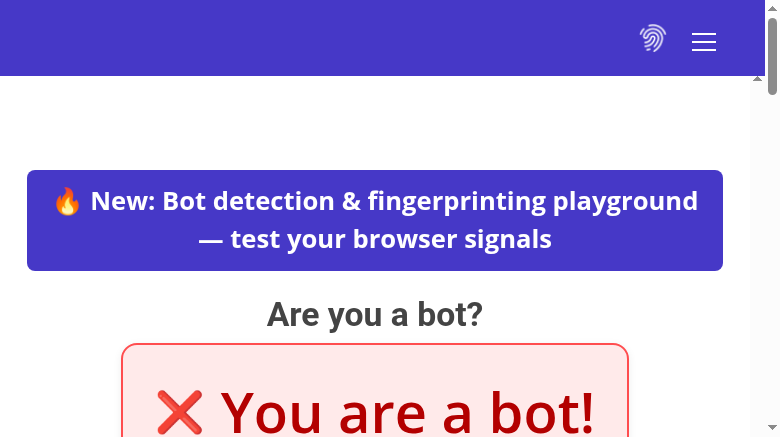 🔥 New: Bot detection & fingerprinting playground
— test your browser signals
Are you a bot?
❌ You are a bot!